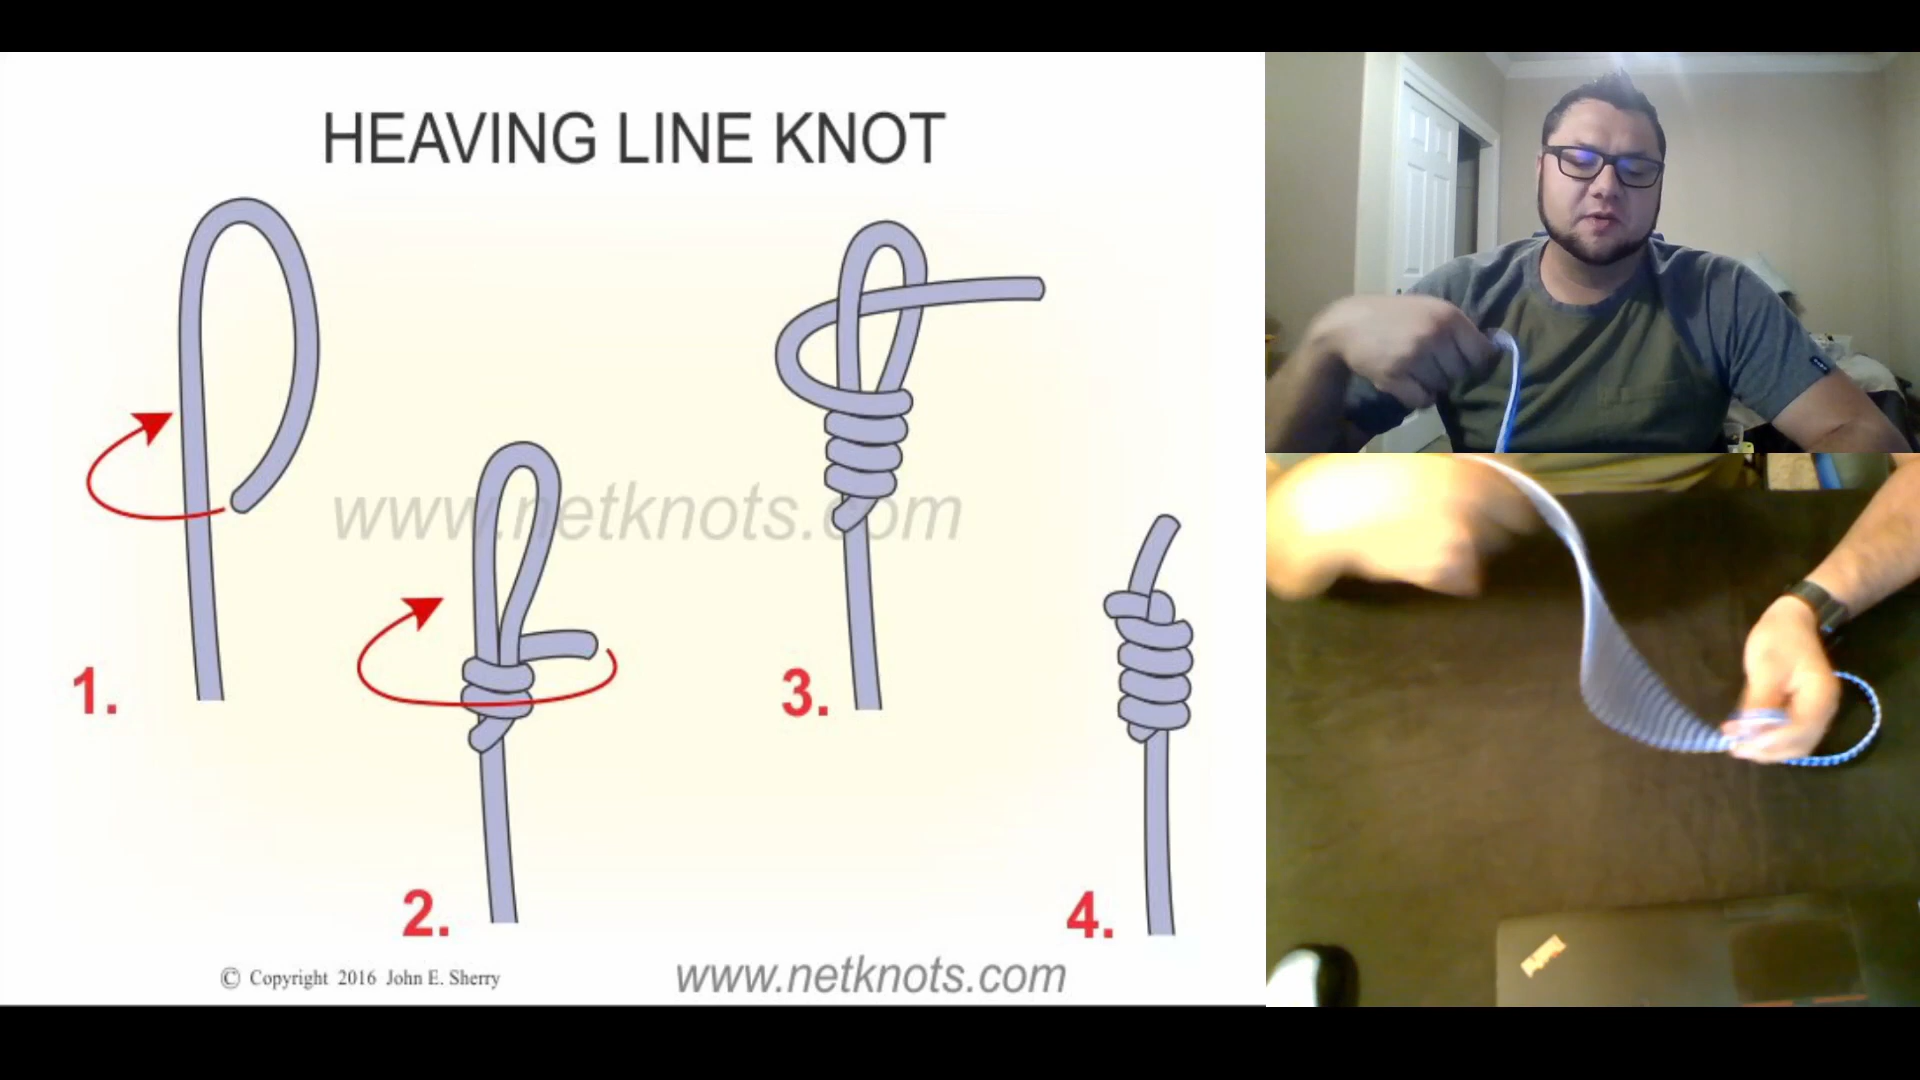 HEAVING LINE KNOT
www.netknots.com
1.
2.
3.
4.
© Copyright 2016 John E. Sherry
www.netknots.com